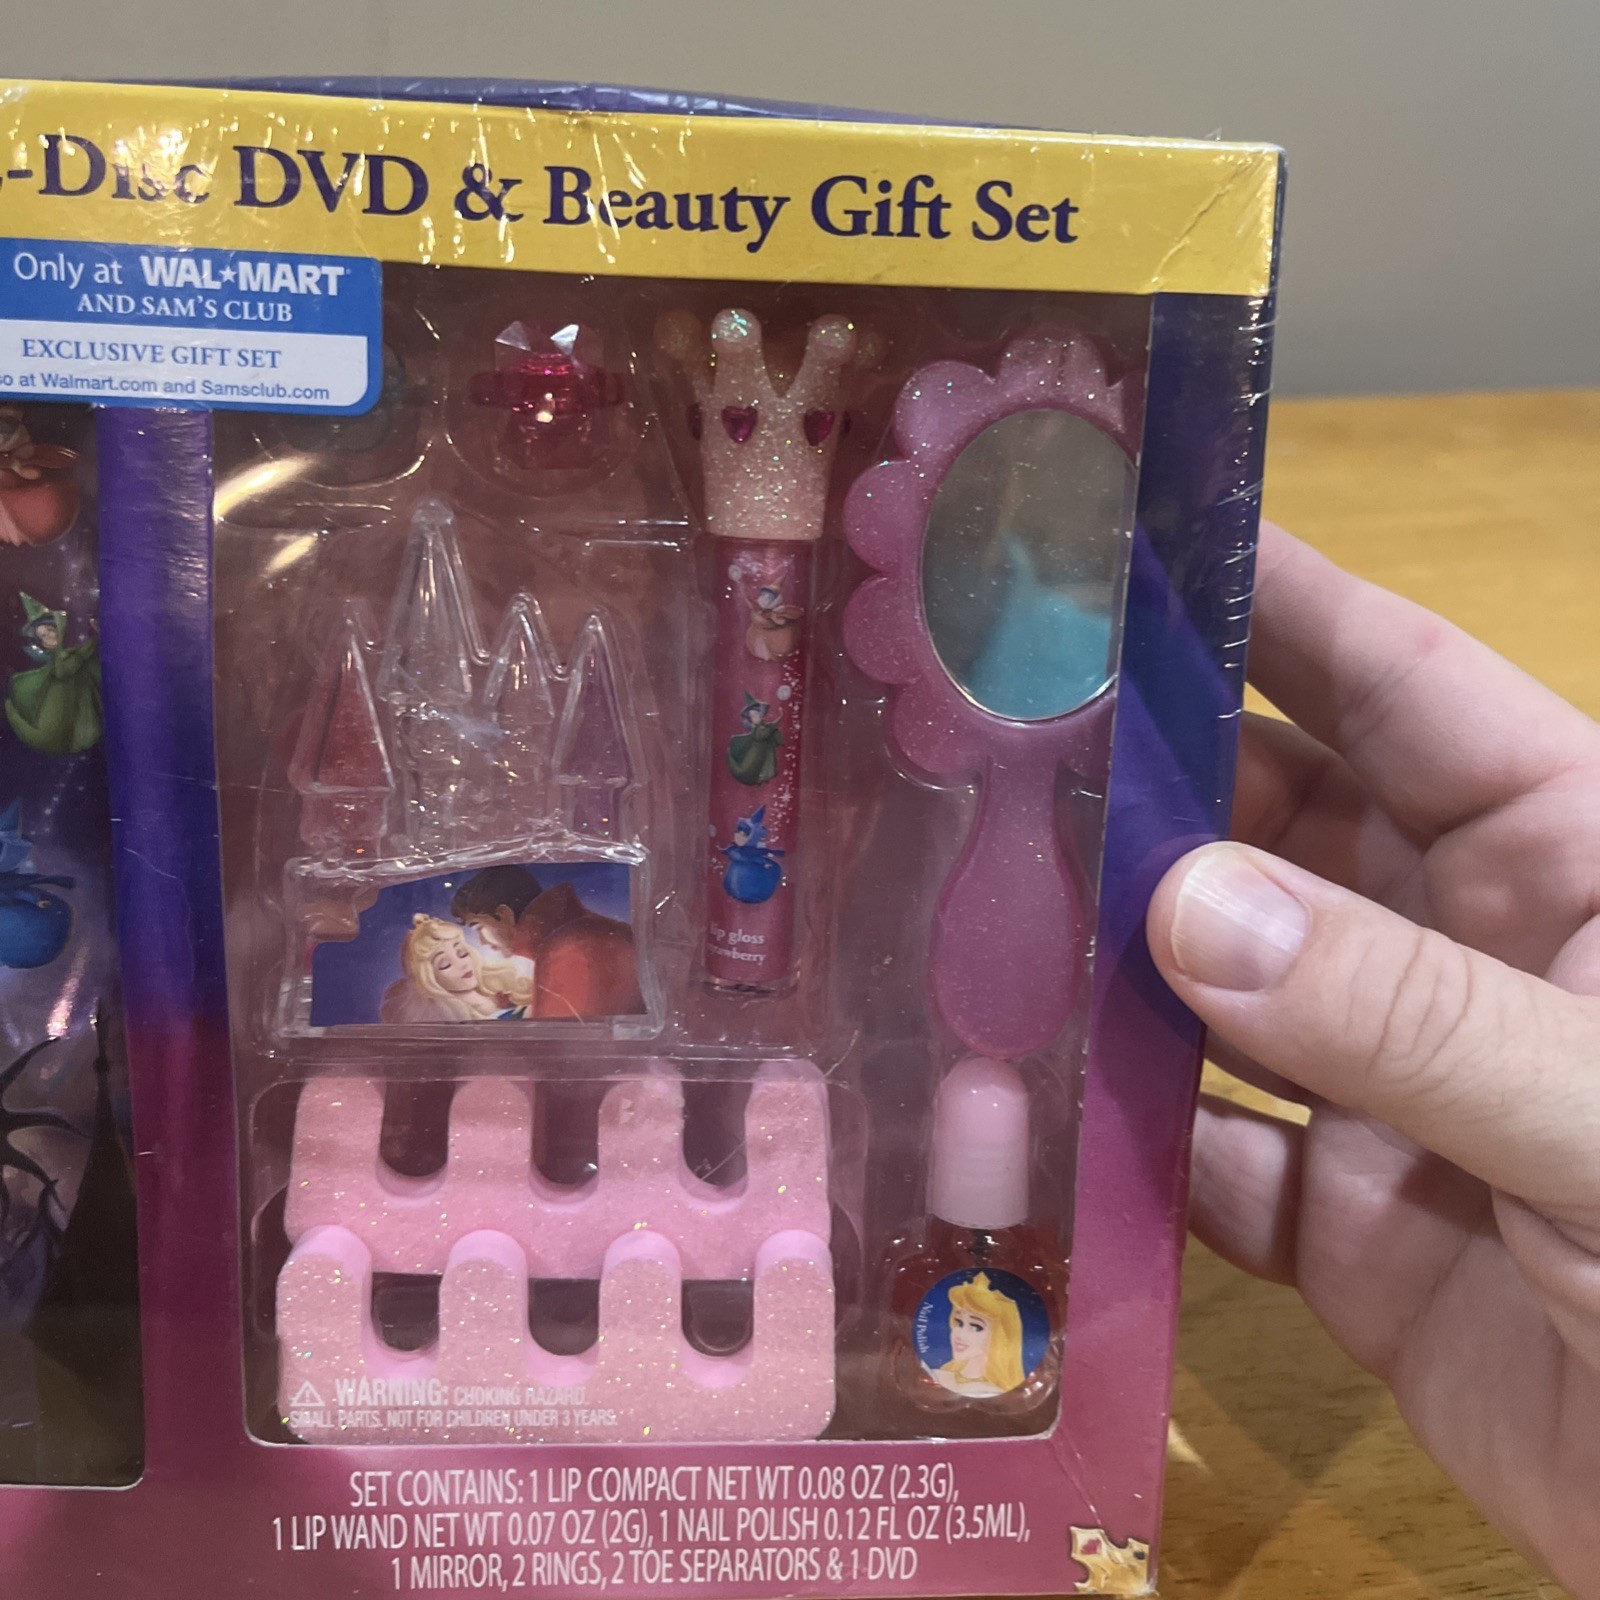 -Disc DVD & Beauty Gift Set
Only at WAL★MART
AND SAM'S CLUB
EXCLUSIVE GIFT SET
so at Walmart.com and Samsclub.com
lip gloss
strawberry
Nail Polish
WARNING: CHOKING HAZARD.
SMALL PARTS. NOT FOR CHILDREN UNDER 3 YEARS.
SET CONTAINS: 1 LIP COMPACT NET WT 0.08 OZ (2.3G),
1 LIP WAND NET WT 0.07 OZ (2G), 1 NAIL POLISH 0.12 FL OZ (3.5ML),
1 MIRROR, 2 RINGS, 2 TOE SEPARATORS & 1 DVD